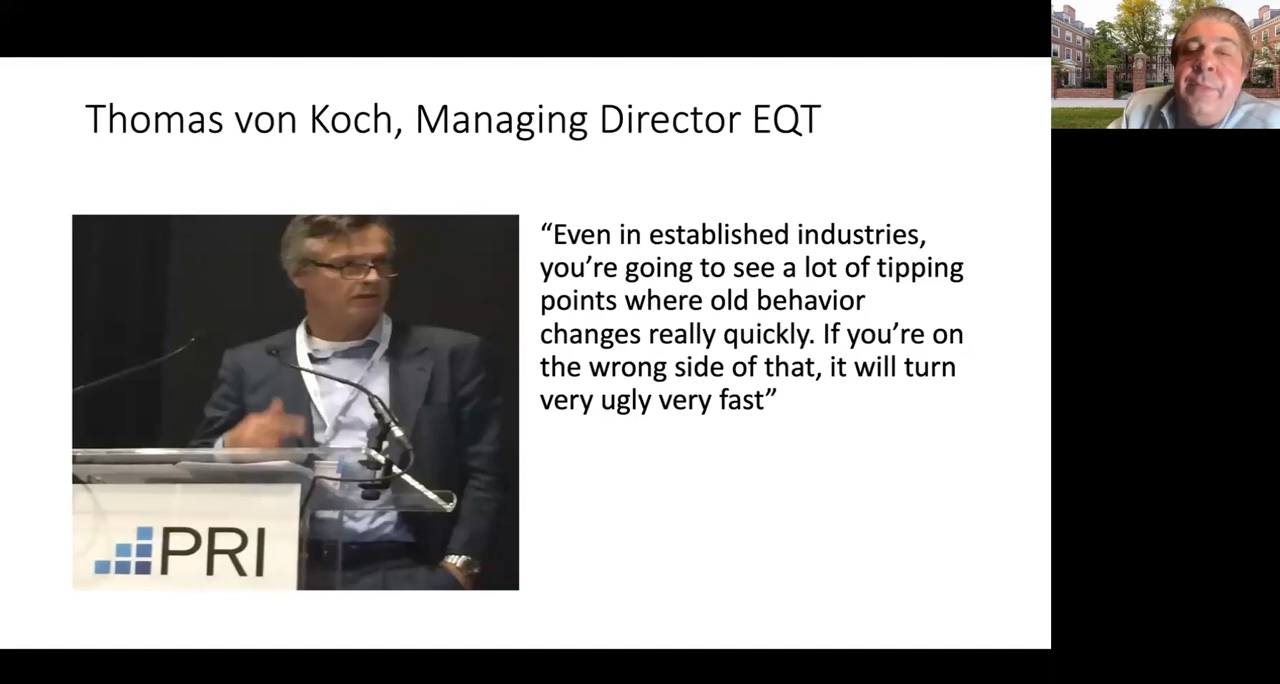 Thomas von Koch, Managing Director EQT
“Even in established industries,
you’re going to see a lot of tipping
points where old behavior
changes really quickly. If you’re on
the wrong side of that, it will turn
very ugly very fast”
PRI